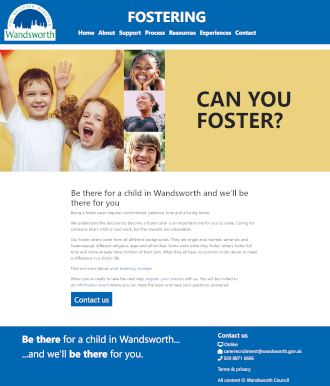 FOSTERING
Wandsworth
Home About Support Process Resources Experiences Contact
CAN YOU
FOSTER?
Be there for a child in Wandsworth and we'll be
there for you
Being a foster carer requires commitment, patience, time and a loving home.
We understand the decision to become a foster carer is an important one for you to make. Caring for
someone else's child is hard work, but the rewards are unbeatable.
Our foster carers come from all different backgrounds. They are single and married, same-sex and
heterosexual, different religions, ages and ethnicities. Some work while they foster, others foster full
time and some already have children of their own. What they all have in common is the desire to make
a difference in a child's life.
Find out more about what fostering involves.
When you're ready to take the next step, register your interest with us. You will be invited to
an information event where you can meet the team and have your questions answered.
Contact us
Be there for a child in Wandsworth...
...and we'll be there for you.
Contact us
Online
carerecruitment@wandsworth.gov.uk
020 8871 6666
Terms & privacy
All content © Wandsworth Council